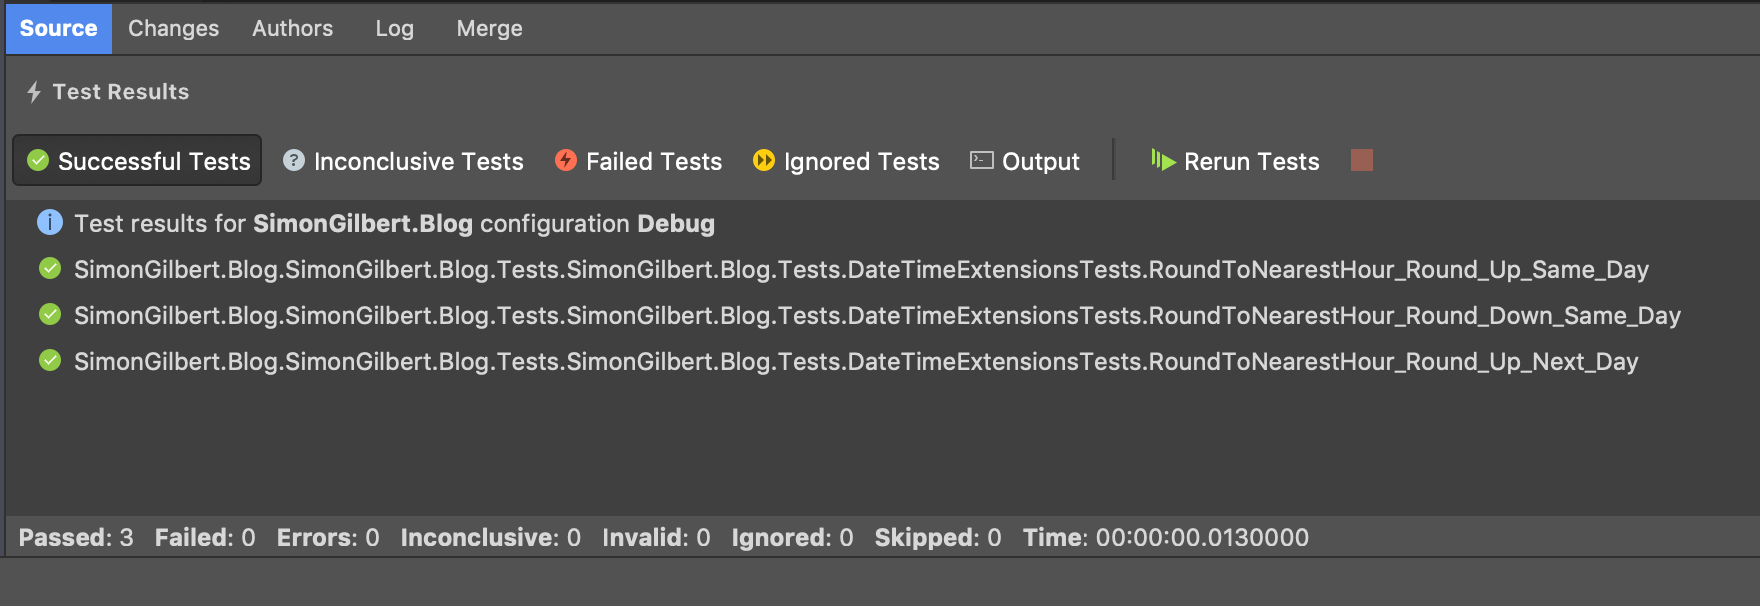 Source Changes Authors Log Merge
Test Results
Successful Tests Inconclusive Tests Failed Tests Ignored Tests Output Rerun Tests
Test results for SimonGilbert.Blog configuration Debug
SimonGilbert.Blog.SimonGilbert.Blog.Tests.SimonGilbert.Blog.Tests.DateTimeExtensionsTests.RoundToNearestHour_Round_Up_Same_Day
SimonGilbert.Blog.SimonGilbert.Blog.Tests.SimonGilbert.Blog.Tests.DateTimeExtensionsTests.RoundToNearestHour_Round_Down_Same_Day
SimonGilbert.Blog.SimonGilbert.Blog.Tests.SimonGilbert.Blog.Tests.DateTimeExtensionsTests.RoundToNearestHour_Round_Up_Next_Day
Passed: 3 Failed: 0 Errors: 0 Inconclusive: 0 Invalid: 0 Ignored: 0 Skipped: 0 Time: 00:00:00.0130000